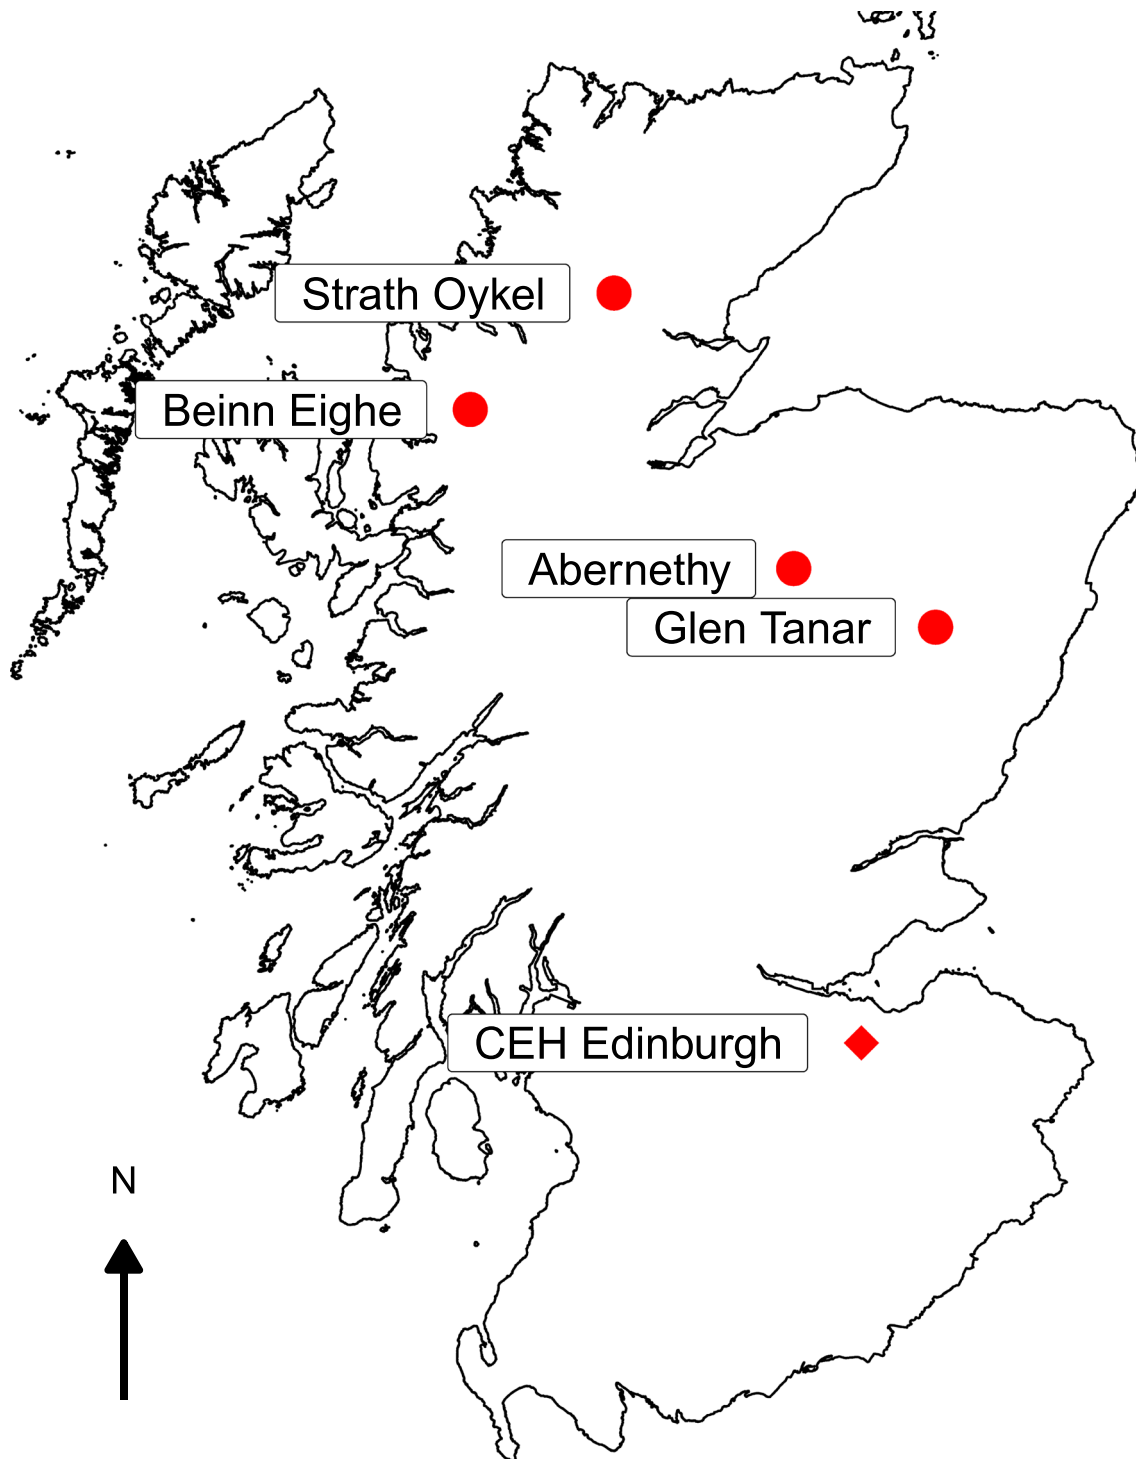 Strath Oykel
Beinn Eighe
Abernethy
Glen Tanar
CEH Edinburgh
N